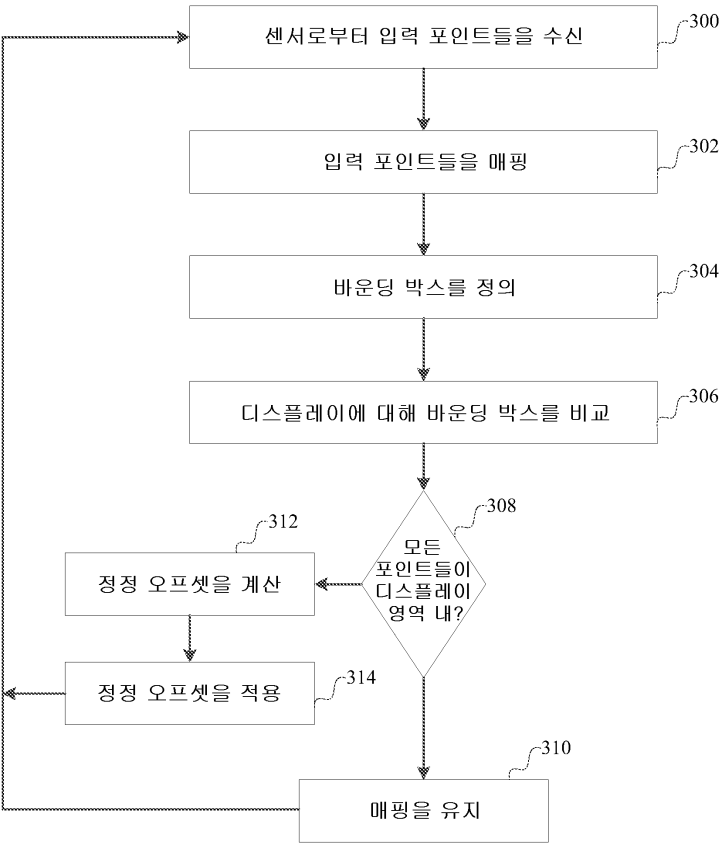 센서로부터 입력 포인트들을 수신
300
입력 포인트들을 매핑
302
바운딩 박스를 정의
304
디스플레이에 대해 바운딩 박스를 비교
306
308
모든
포인트들이
디스플레이
영역 내?
312
정정 오프셋을 계산
정정 오프셋을 적용
314
310
매핑을 유지